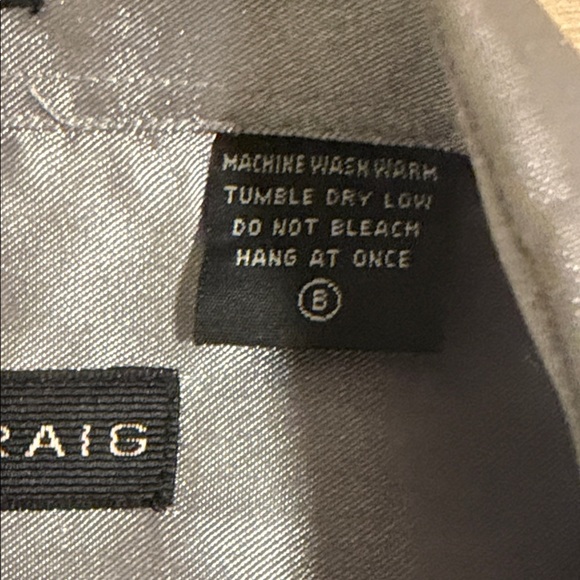 MACHINE WASH WARM
TUMBLE DRY LOW
DO NOT BLEACH
HANG AT ONCE
B
RAIG